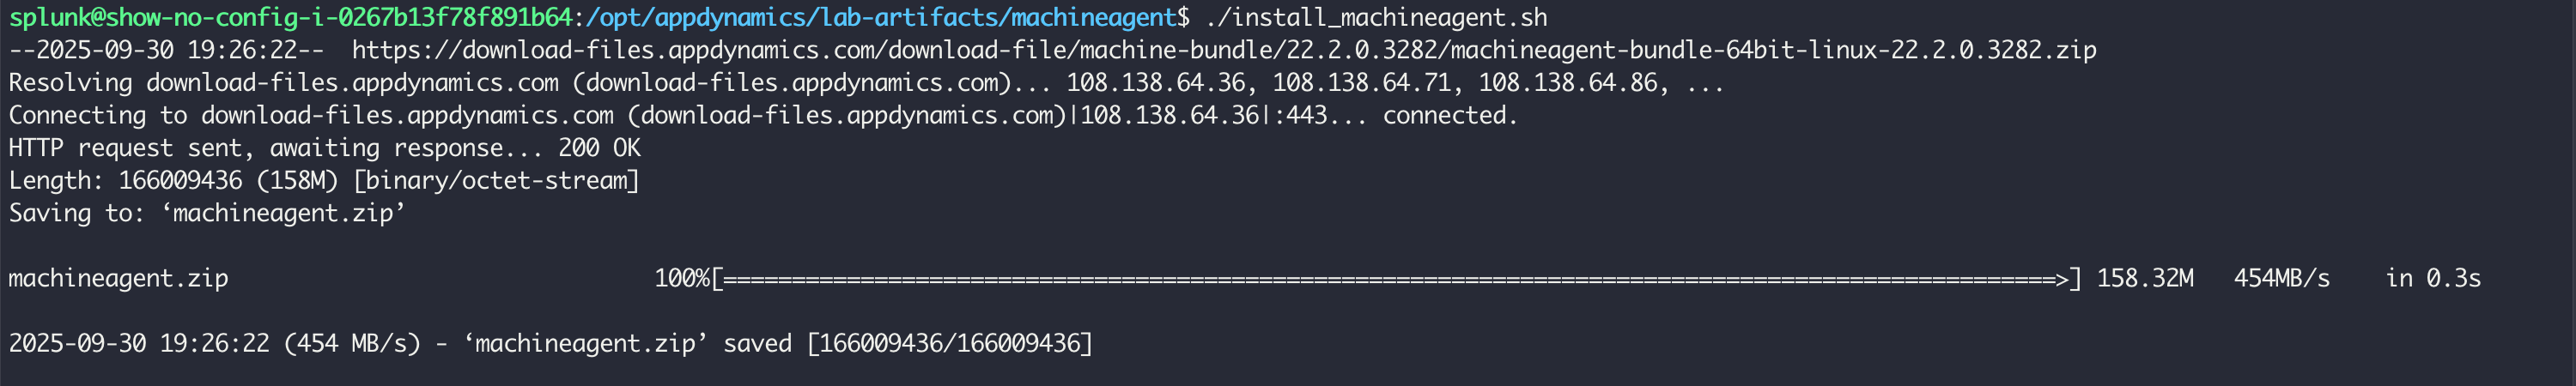 splunk@show-no-config-i-0267b13f78f891b64:/opt/appdynamics/lab-artifacts/machineagent$ ./install_machineagent.sh
--2025-09-30 19:26:22--  https://download-files.appdynamics.com/download-file/machine-bundle/22.2.0.3282/machineagent-bundle-64bit-linux-22.2.0.3282.zip
Resolving download-files.appdynamics.com (download-files.appdynamics.com)... 108.138.64.36, 108.138.64.71, 108.138.64.86, ...
Connecting to download-files.appdynamics.com (download-files.appdynamics.com)|108.138.64.36|:443... connected.
HTTP request sent, awaiting response... 200 OK
Length: 166009436 (158M) [binary/octet-stream]
Saving to: ‘machineagent.zip’
machineagent.zip                               100%[=================================================================================================>] 158.32M   454MB/s    in 0.3s
2025-09-30 19:26:22 (454 MB/s) - ‘machineagent.zip’ saved [166009436/166009436]